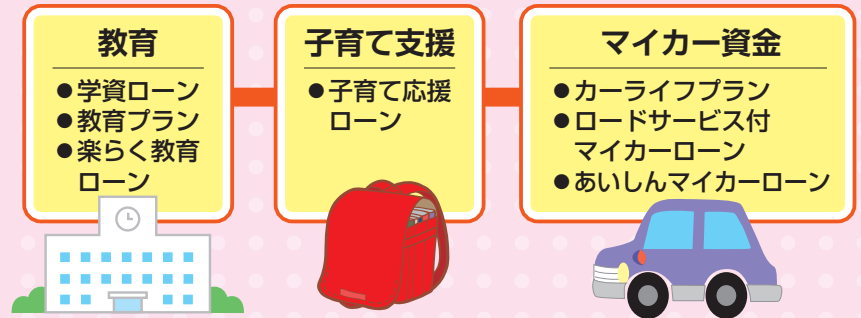 教育
●学資ローン
●教育プラン
●楽らく教育
ローン
子育て支援
●子育て応援
ローン
マイカー資金
●カーライフプラン
●ロードサービス付
マイカーローン
●あいしんマイカーローン